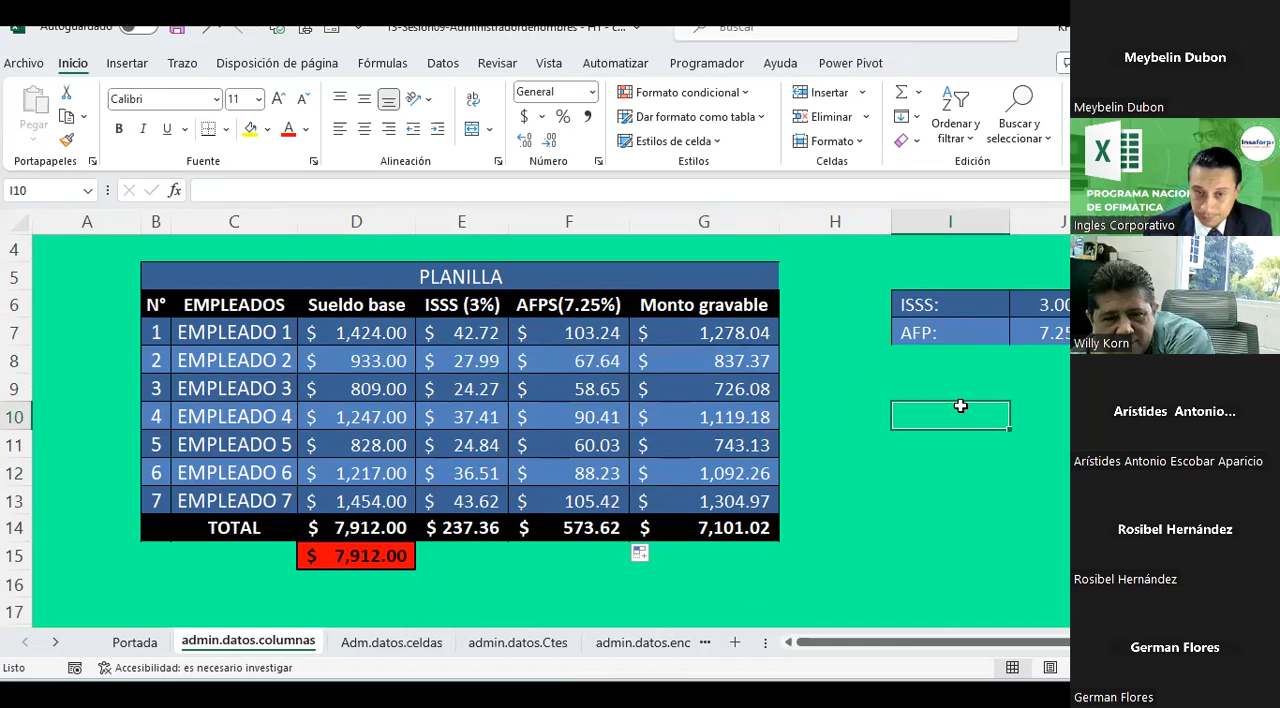 Autoguardado
13-Sesion09-Administradordenombres - HT - c...
Buscar
Archivo Inicio Insertar Trazo Disposición de página Fórmulas Datos Revisar Vista Automatizar Programador Ayuda Power Pivot
Pegar
Calibri 11
General
Formato condicional
Dar formato como tabla
Estilos de celda
Insertar
Eliminar
Formato
Ordenar y filtrar
Buscar y seleccionar
Portapapeles Fuente Alineación Número Estilos Celdas Edición
I10
A B C D E F G H I J
4
5 PLANILLA
6 N° EMPLEADOS Sueldo base ISSS (3%) AFPS(7.25%) Monto gravable ISSS: 3.00
7 1 EMPLEADO 1 $ 1,424.00 $ 42.72 $ 103.24 $ 1,278.04 AFP: 7.25
8 2 EMPLEADO 2 $ 933.00 $ 27.99 $ 67.64 $ 837.37
9 3 EMPLEADO 3 $ 809.00 $ 24.27 $ 58.65 $ 726.08
10 4 EMPLEADO 4 $ 1,247.00 $ 37.41 $ 90.41 $ 1,119.18
11 5 EMPLEADO 5 $ 828.00 $ 24.84 $ 60.03 $ 743.13
12 6 EMPLEADO 6 $ 1,217.00 $ 36.51 $ 88.23 $ 1,092.26
13 7 EMPLEADO 7 $ 1,454.00 $ 43.62 $ 105.42 $ 1,304.97
14 TOTAL $ 7,912.00 $ 237.36 $ 573.62 $ 7,101.02
15 $ 7,912.00
16
17
Portada admin.datos.columnas Adm.datos.celdas admin.datos.Ctes admin.datos.enc ...
Listo Accesibilidad: es necesario investigar
Meybelin Dubon
Meybelin Dubon
Insaforp
PROGRAMA NACION
DE OFIMÁTICA
Ingles Corporativo
Willy Korn
Arístides Antonio...
Arístides Antonio Escobar Aparicio
Rosibel Hernández
Rosibel Hernández
German Flores
German Flores